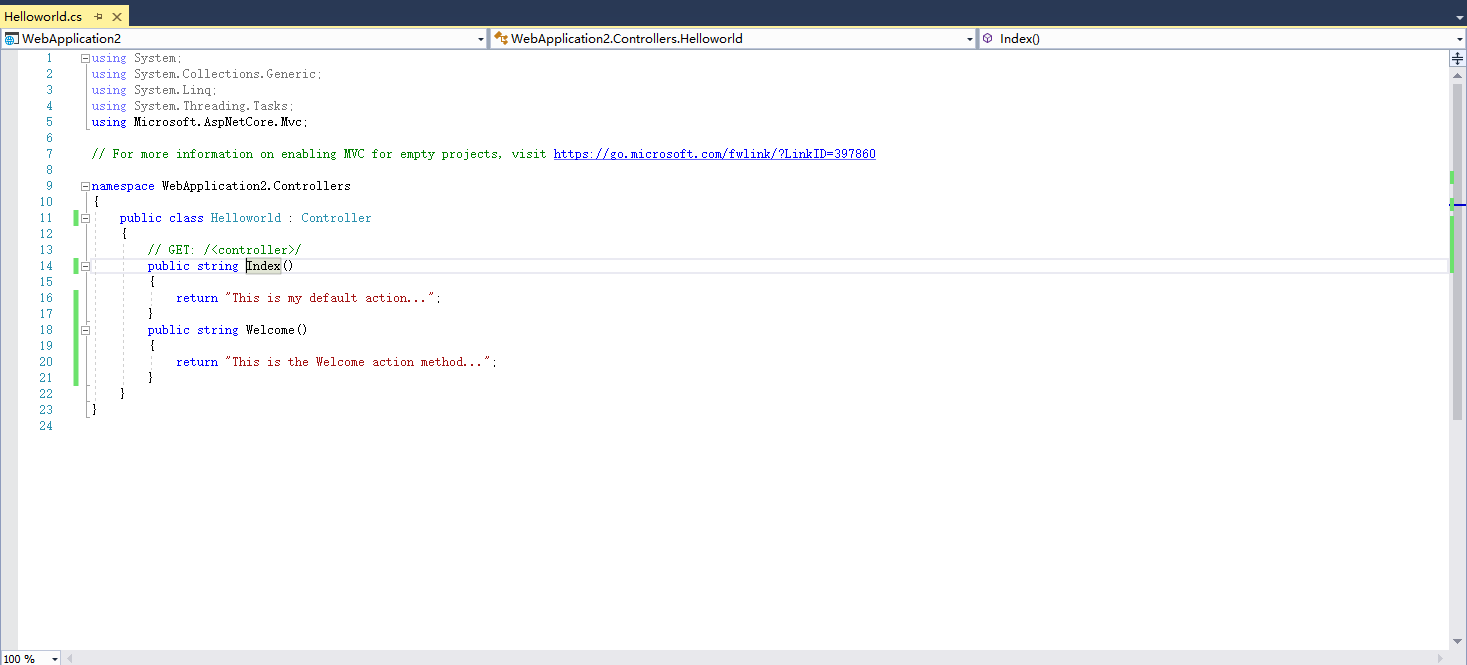 Helloworld.cs
WebApplication2 WebApplication2.Controllers.Helloworld Index()
1 using System;
2 using System.Collections.Generic;
3 using System.Linq;
4 using System.Threading.Tasks;
5 using Microsoft.AspNetCore.Mvc;
6
7 // For more information on enabling MVC for empty projects, visit https://go.microsoft.com/fwlink/?LinkID=397860
8
9 namespace WebApplication2.Controllers
10 {
11 public class Helloworld : Controller
12 {
13 // GET: /<controller>/
14 public string Index()
15 {
16 return "This is my default action...";
17 }
18 public string Welcome()
19 {
20 return "This is the Welcome action method...";
21 }
22 }
23 }
24
100 %